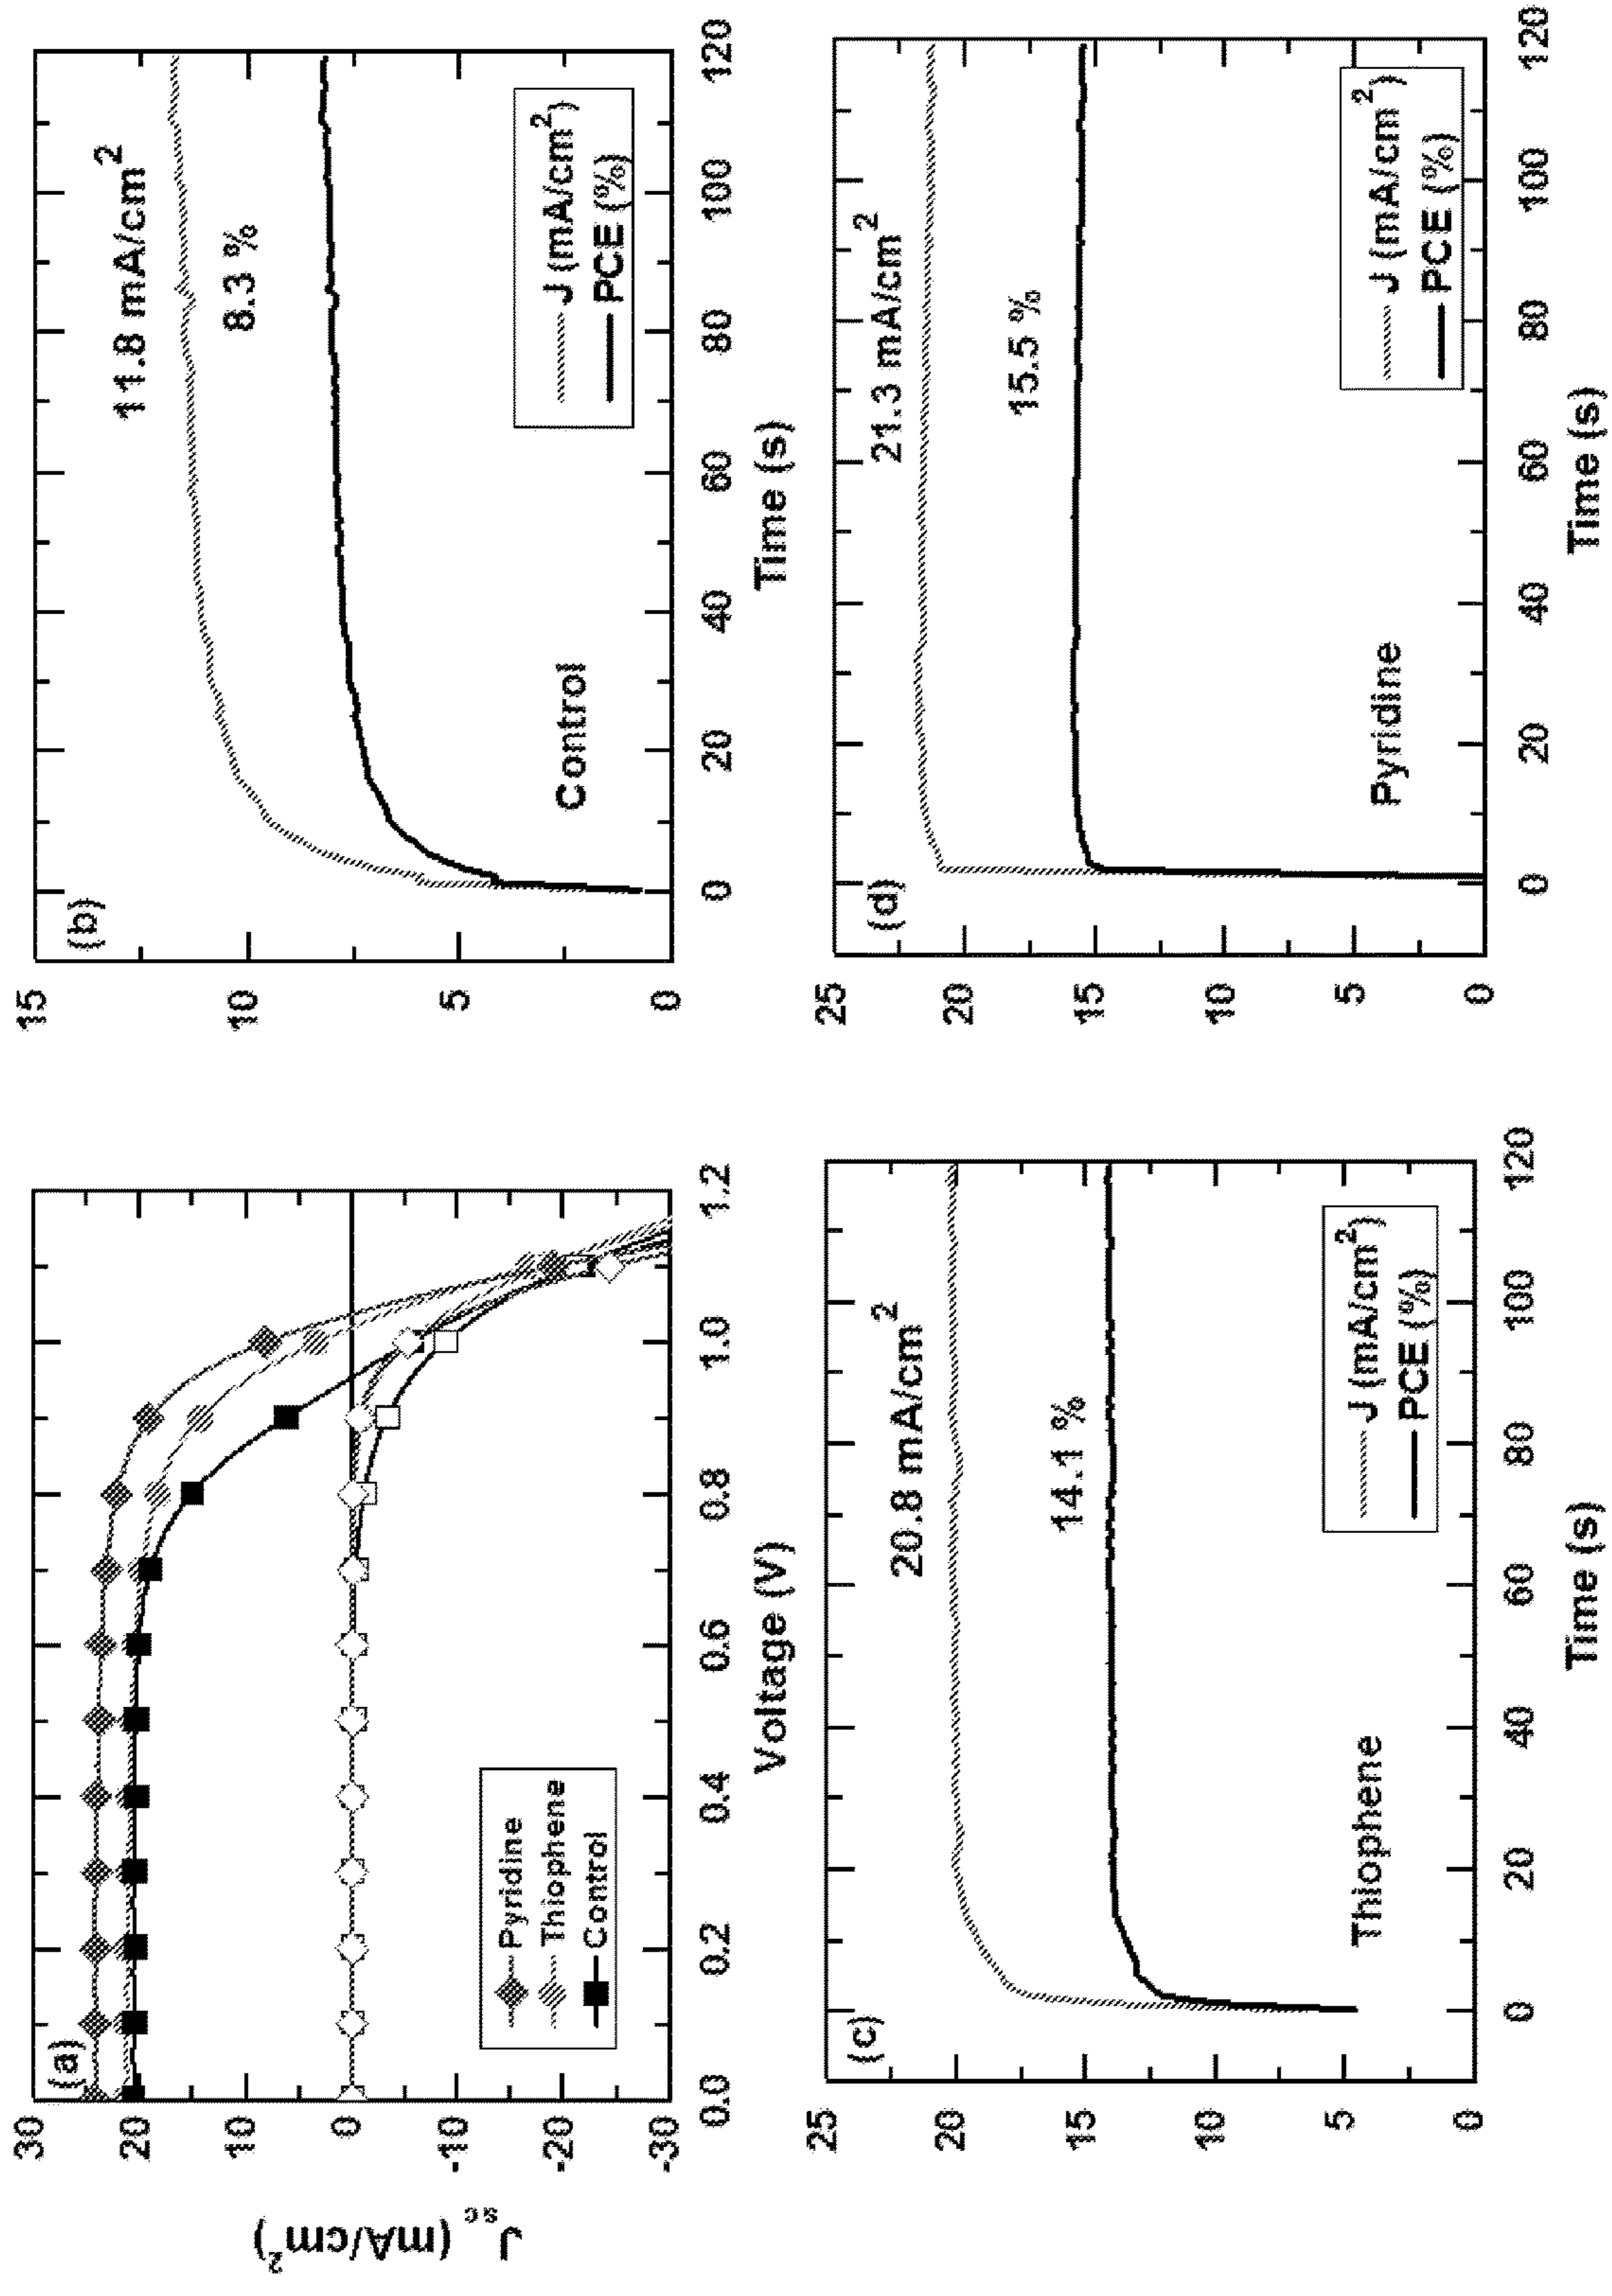 (a)
30
20
10
0
-10
-20
-30
J sc (mA/cm2)
Pyridine
Thiophene
Control
0.0 0.2 0.4 0.6 0.8 1.0 1.2
Voltage (V)
(b)
15
10
5
0
11.8 mA/cm2
8.3 %
Control
J (mA/cm2)
PCE (%)
0 20 40 60 80 100 120
Time (s)
(c)
25
20
15
10
5
0
20.8 mA/cm2
14.1 %
Thiophene
J (mA/cm2)
PCE (%)
0 20 40 60 80 100 120
Time (s)
(d)
25
20
15
10
5
0
21.3 mA/cm2
15.5 %
Pyridine
J (mA/cm2)
PCE (%)
0 20 40 60 80 100 120
Time (s)